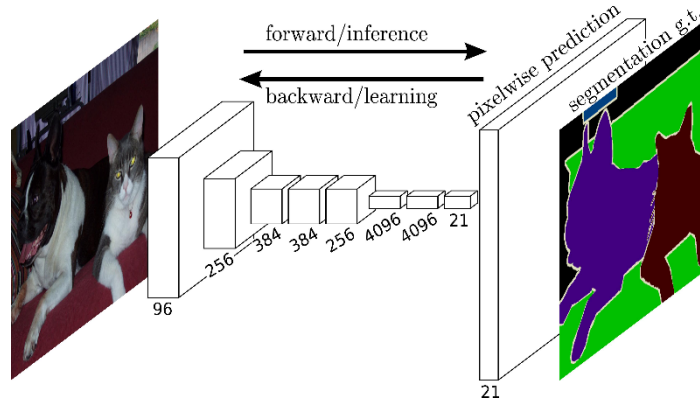 forward/inference
backward/learning
pixelwise prediction
segmentation g.t.
96
256
384
384
256
4096
4096
21
21